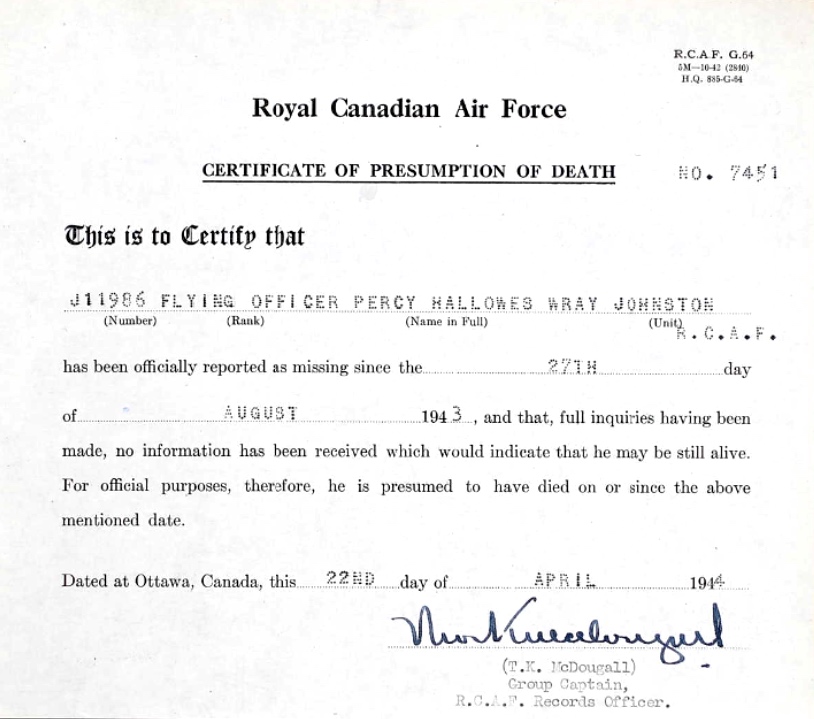 R.C.A.F. G.64
5M—10-42 (2840)
H.Q. 885-G-64
Royal Canadian Air Force
CERTIFICATE OF PRESUMPTION OF DEATH NO. 7451
This is to Certify that
J11986 FLYING OFFICER PERCY HALLOWES WRAY JOHNSTON
(Number) (Rank) (Name in Full) (Unit)
R.C.A.F.
has been officially reported as missing since the 27TH day
of AUGUST 1943, and that, full inquiries having been
made, no information has been received which would indicate that he may be still alive.
For official purposes, therefore, he is presumed to have died on or since the above
mentioned date.
Dated at Ottawa, Canada, this 22ND day of APRIL 1944
(T.K. McDougall)
Group Captain,
R.C.A.F. Records Officer.